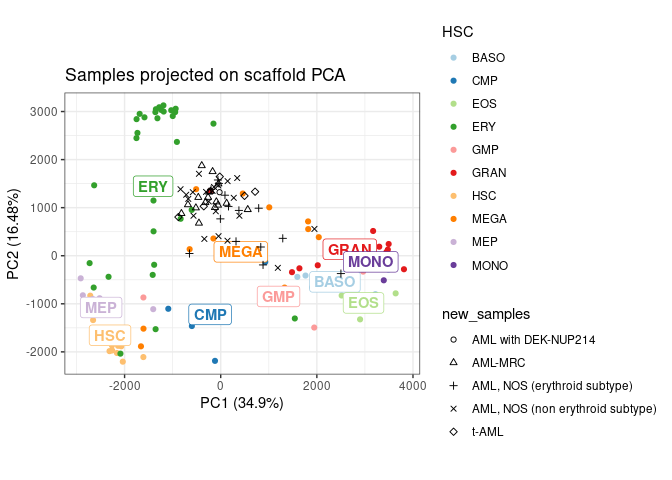 Samples projected on scaffold PCA
PC2 (16.48%)
3000
2000
1000
0
-1000
-2000
-2000
0
2000
4000
PC1 (34.9%)
ERY
MEGA
GRAN
MONO
BASO
GMP
EOS
MEP
CMP
HSC
HSC
BASO
CMP
EOS
ERY
GMP
GRAN
HSC
MEGA
MEP
MONO
new_samples
AML with DEK-NUP214
AML-MRC
AML, NOS (erythroid subtype)
AML, NOS (non erythroid subtype)
t-AML